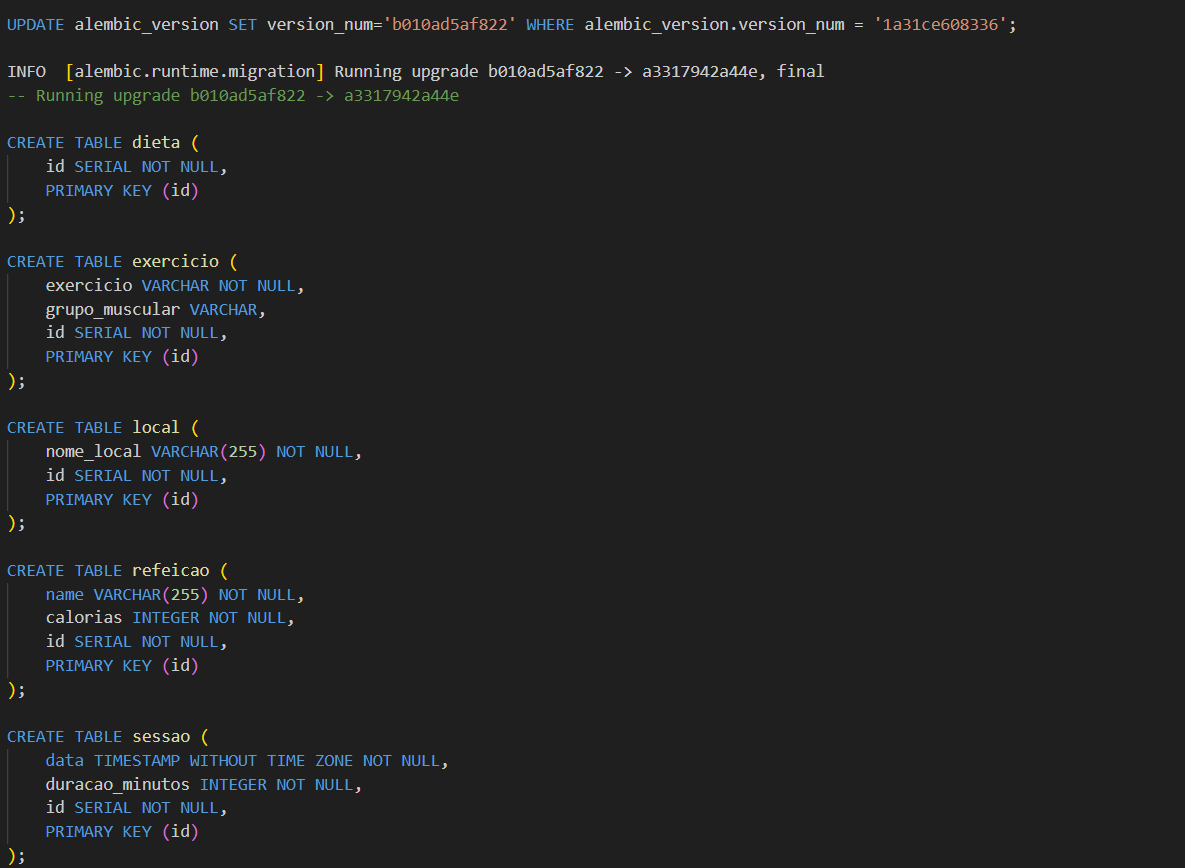 UPDATE alembic_version SET version_num='b010ad5af822' WHERE alembic_version.version_num = '1a31ce608336';
INFO  [alembic.runtime.migration] Running upgrade b010ad5af822 -> a3317942a44e, final
-- Running upgrade b010ad5af822 -> a3317942a44e
CREATE TABLE dieta (
    id SERIAL NOT NULL,
    PRIMARY KEY (id)
);
CREATE TABLE exercicio (
    exercicio VARCHAR NOT NULL,
    grupo_muscular VARCHAR,
    id SERIAL NOT NULL,
    PRIMARY KEY (id)
);
CREATE TABLE local (
    nome_local VARCHAR(255) NOT NULL,
    id SERIAL NOT NULL,
    PRIMARY KEY (id)
);
CREATE TABLE refeicao (
    name VARCHAR(255) NOT NULL,
    calorias INTEGER NOT NULL,
    id SERIAL NOT NULL,
    PRIMARY KEY (id)
);
CREATE TABLE sessao (
    data TIMESTAMP WITHOUT TIME ZONE NOT NULL,
    duracao_minutos INTEGER NOT NULL,
    id SERIAL NOT NULL,
    PRIMARY KEY (id)
);